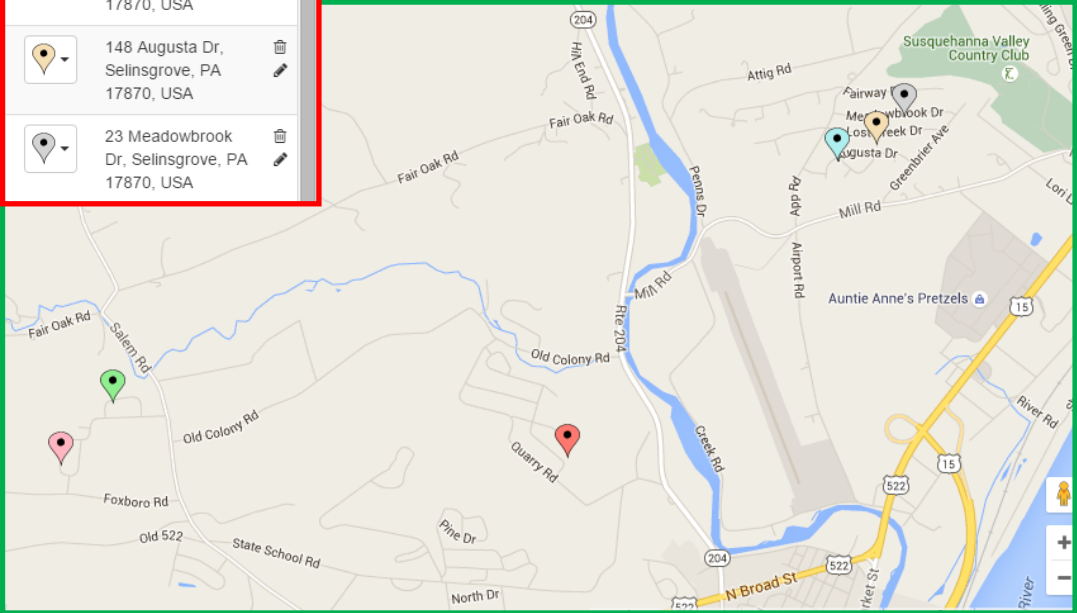 17870, USA
148 Augusta Dr,
Selinsgrove, PA
17870, USA
23 Meadowbrook
Dr, Selinsgrove, PA
17870, USA
204
Hill End Rd
Susquehanna Valley
Country Club
Attig Rd
Fairway
Meadowbrook Dr
Lost Creek Dr
Augusta Dr
Greenbrier Ave
Fair Oak Rd
Fair Oak Rd
Penns Dr
App Rd
Mill Rd
Airport Rd
Mill Rd
Auntie Anne's Pretzels
15
Fair Oak Rd
Salem Rd
Rte 204
Old Colony Rd
Old Colony Rd
Quarry Rd
Creek Rd
River Rd
15
522
Foxboro Rd
Old 522
State School Rd
Pine Dr
North Dr
204
522
N Broad St
522
River
+
−